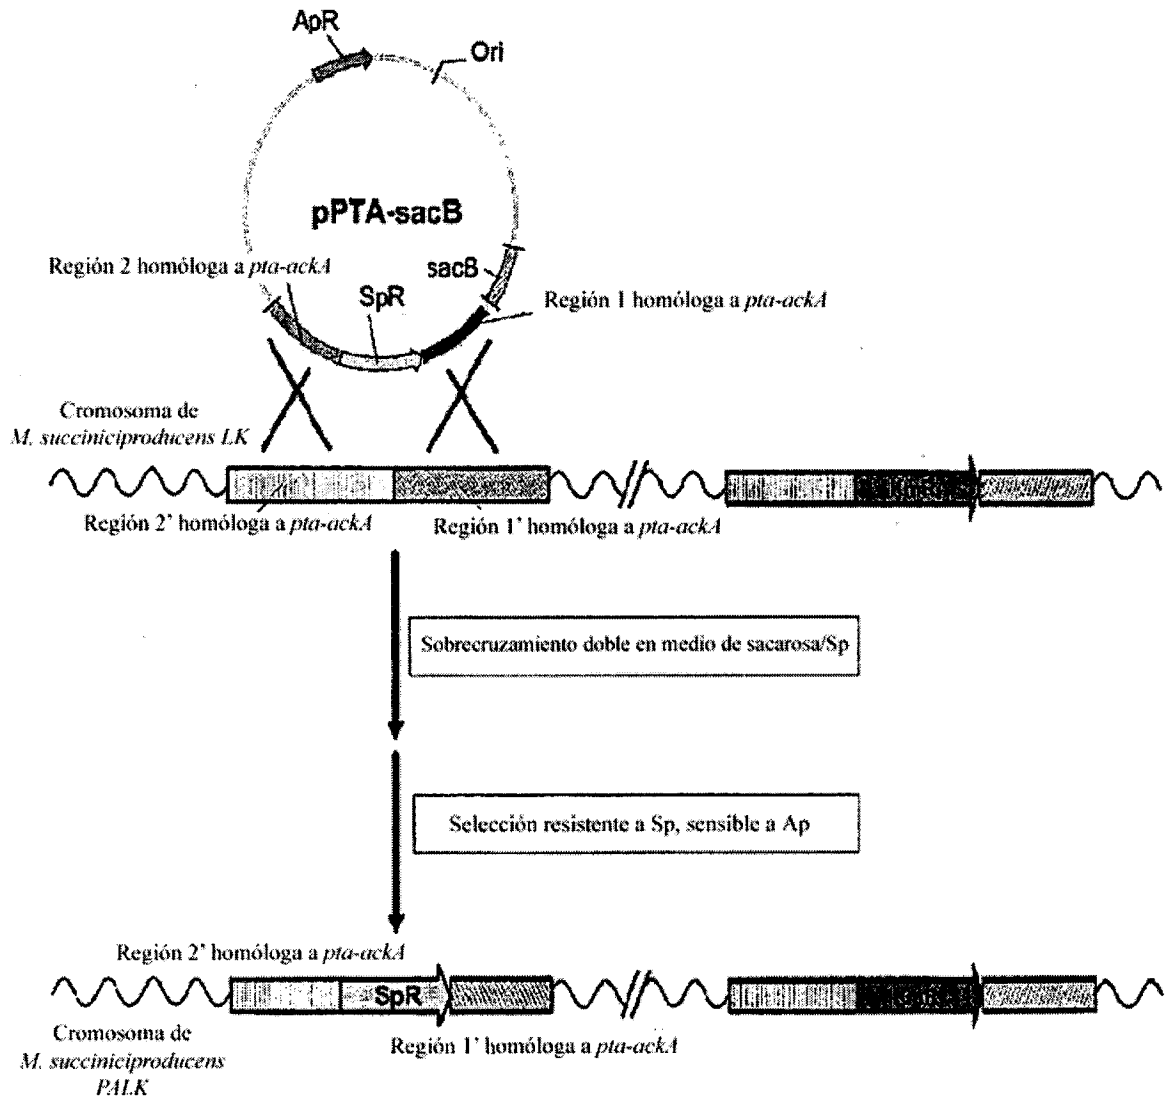 ApR
Ori
pPTA-sacB
Región 2 homóloga a pta-ackA
sacB
SpR
Región 1 homóloga a pta-ackA
Cromosoma de
M. succiniciproducens LK
Región 2' homóloga a pta-ackA
Región 1' homóloga a pta-ackA
Sobrecruzamiento doble en medio de sacarosa/Sp
Selección resistente a Sp, sensible a Ap
Región 2' homóloga a pta-ackA
SpR
Cromosoma de
M. succiniciproducens
PALK
Región 1' homóloga a pta-ackA